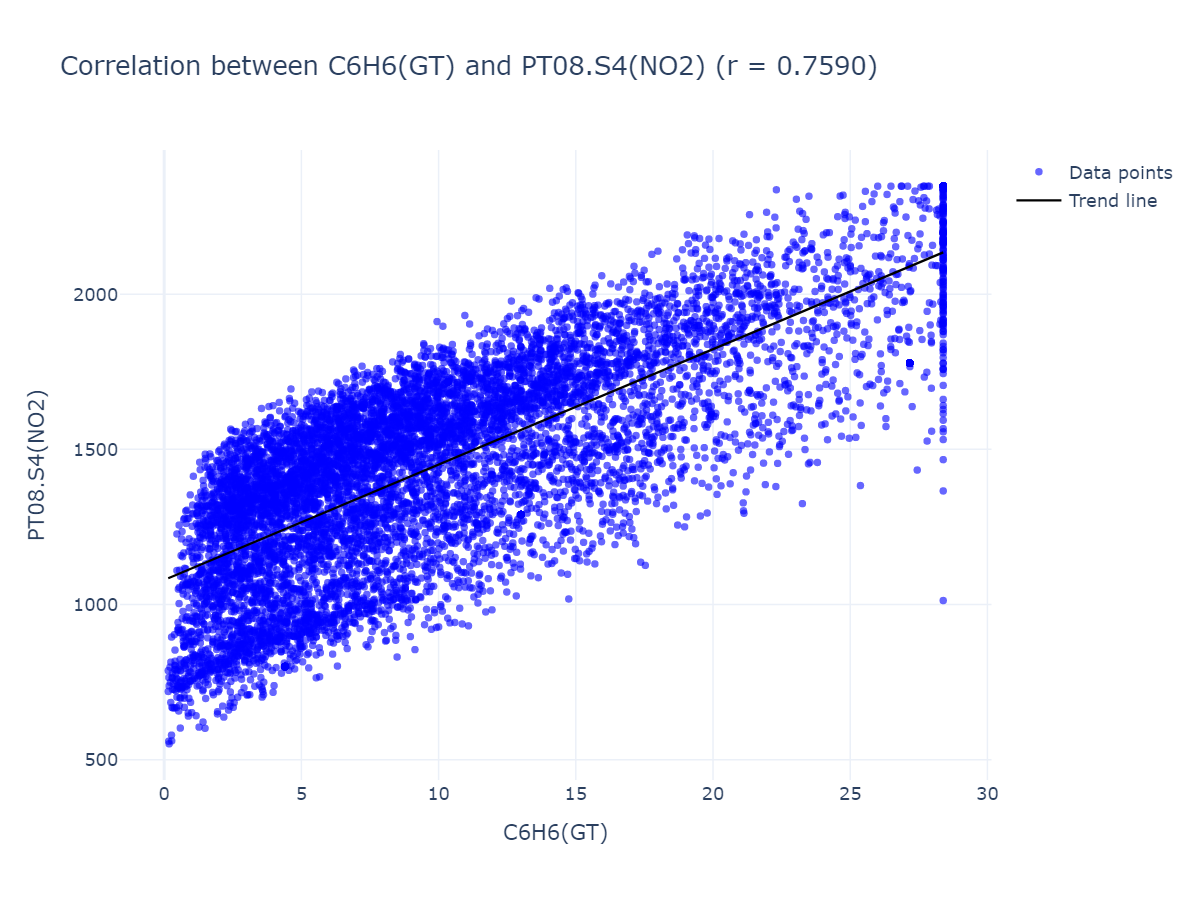 Correlation between C6H6(GT) and PT08.S4(NO2) (r = 0.7590)
Data points
Trend line
PT08.S4(NO2)
2000
1500
1000
500
0 5 10 15 20 25 30
C6H6(GT)